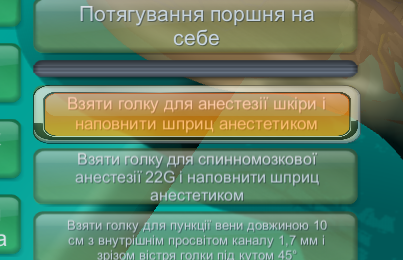 Потягування поршня на
себе
Взяти голку для анестезії шкіри і
наповнити шприц анестетиком
Взяти голку для спинномозкової
анестезії 22G і наповнити шприц
анестетиком
а
Взяти голку для пункції вени довжиною 10
см з внутрішнім просвітом каналу 1,7 мм і
зрізом вістря голки під кутом 45°